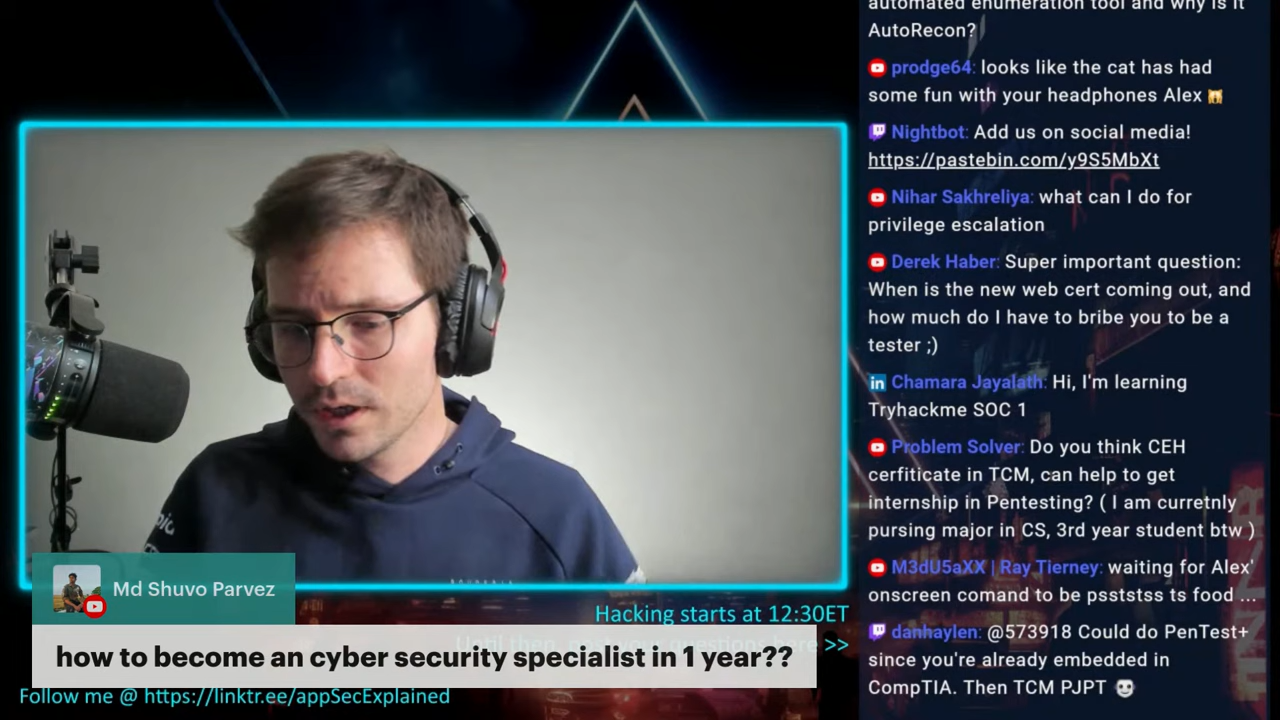 automated enumeration tool and why is it
AutoRecon?
prodge64: looks like the cat has had
some fun with your headphones Alex 🙀
Nightbot: Add us on social media!
https://pastebin.com/y9S5MbXt
Nihar Sakhreliya: what can I do for
privilege escalation
Derek Haber: Super important question:
When is the new web cert coming out, and
how much do I have to bribe you to be a
tester ;)
in Chamara Jayalath: Hi, I'm learning
Tryhackme SOC 1
Problem Solver: Do you think CEH
cerfiticate in TCM, can help to get
internship in Pentesting? ( I am curretnly
pursing major in CS, 3rd year student btw )
M3dU5aXX | Ray Tierney: waiting for Alex'
onscreen comand to be psststss ts food ...
danhaylen: @573918 Could do PenTest+
since you're already embedded in
CompTIA. Then TCM PJPT
Md Shuvo Parvez
Hacking starts at 12:30ET
Until then, post your questions here >>
how to become an cyber security specialist in 1 year??
Follow me @ https://linktr.ee/appSecExplained